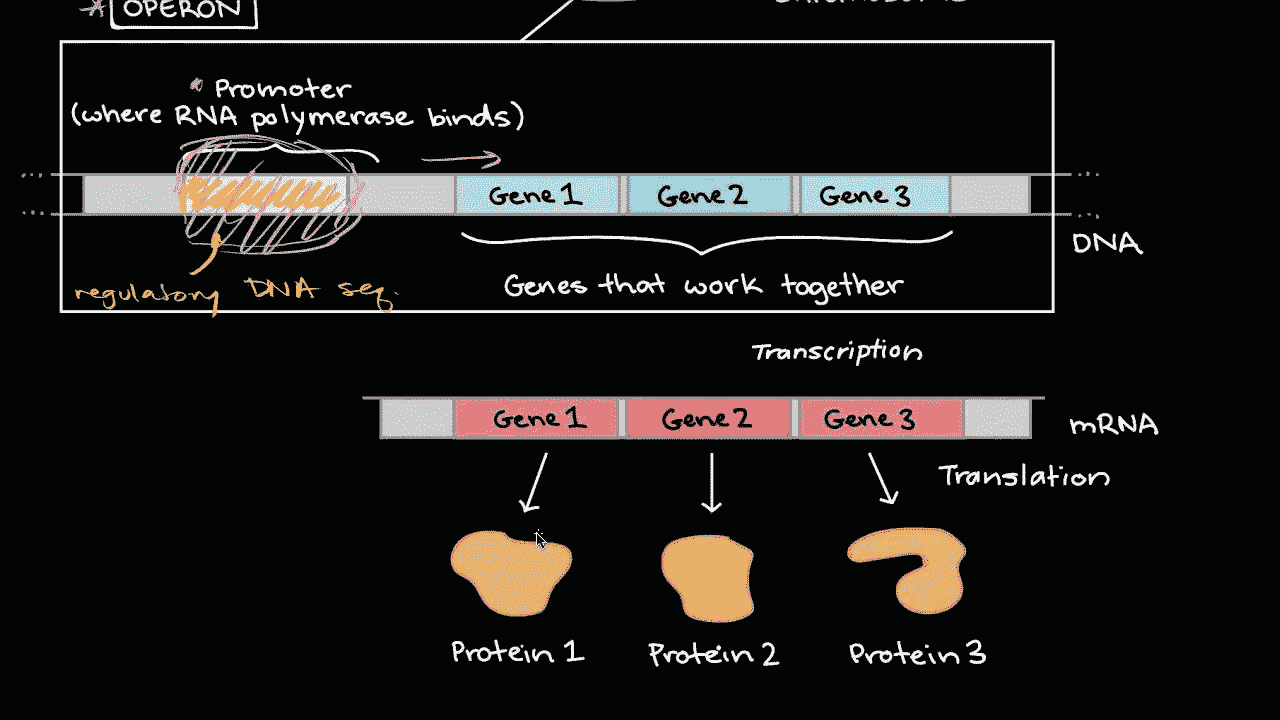 * OPERON
Promoter
(where RNA polymerase binds)
Gene 1 Gene 2 Gene 3
DNA
regulatory DNA seq.
Genes that work together
Transcription
Gene 1 Gene 2 Gene 3
mRNA
Translation
Protein 1 Protein 2 Protein 3